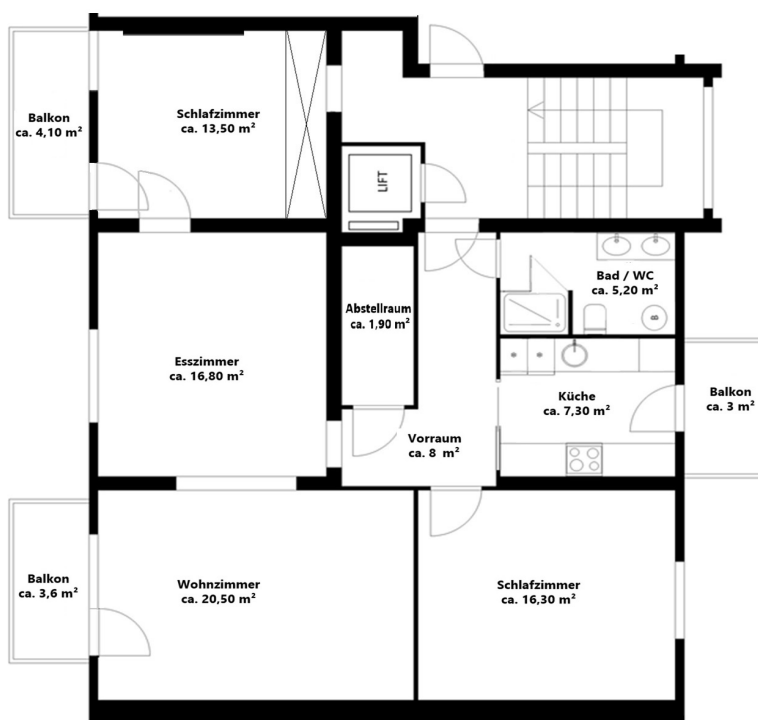 Balkon
ca. 4,10 m²
Schlafzimmer
ca. 13,50 m²
LIFT
Bad / WC
ca. 5,20 m²
B
Abstellraum
ca. 1,90 m²
Esszimmer
ca. 16,80 m²
Küche
ca. 7,30 m²
Balkon
ca. 3 m²
Vorraum
ca. 8 m²
Balkon
ca. 3,6 m²
Wohnzimmer
ca. 20,50 m²
Schlafzimmer
ca. 16,30 m²